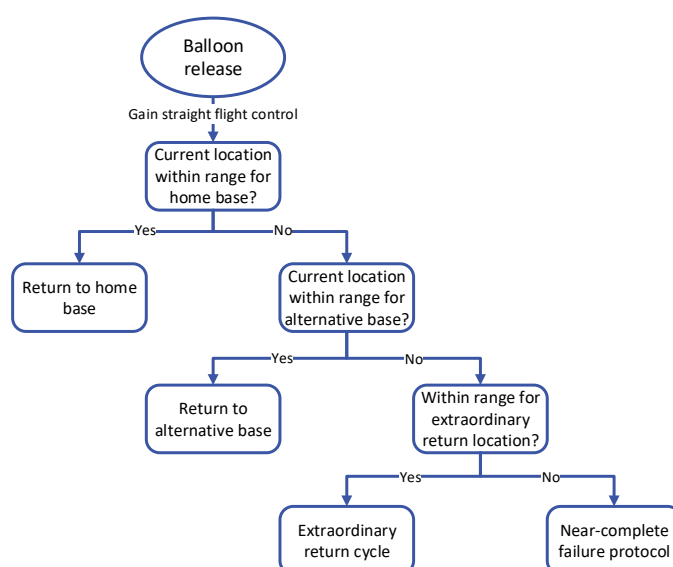 Balloon
release
Gain straight flight control
Current location
within range for
home base?
Yes
No
Return to home
base
Current location
within range for
alternative base?
Yes
No
Return to
alternative base
Within range for
extraordinary
return location?
Yes
No
Extraordinary
return cycle
Near-complete
failure protocol